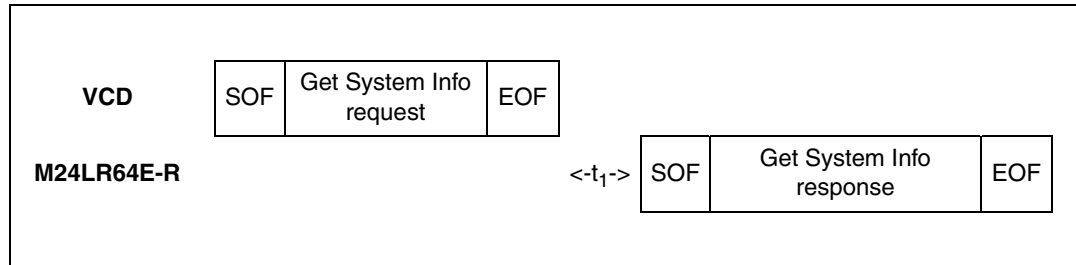 VCD
SOF
Get System Info
request
EOF
M24LR64E-R
<-t₁->
SOF
Get System Info
response
EOF